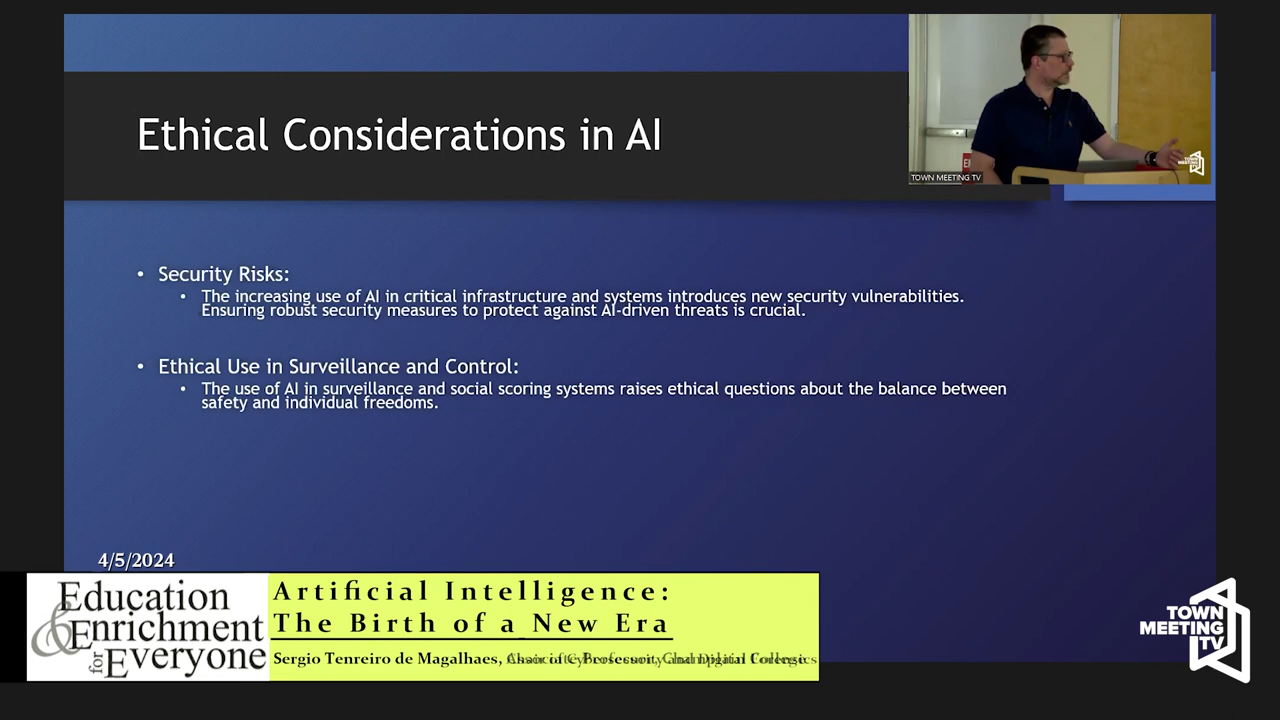 Ethical Considerations in AI
TOWN MEETING TV
TOWN
MEETING
TV
• Security Risks:
• The increasing use of AI in critical infrastructure and systems introduces new security vulnerabilities.
Ensuring robust security measures to protect against AI-driven threats is crucial.
• Ethical Use in Surveillance and Control:
• The use of AI in surveillance and social scoring systems raises ethical questions about the balance between
safety and individual freedoms.
4/5/2024
Education
& Enrichment
for Everyone
Artificial Intelligence:
The Birth of a New Era
Sergio Tenreiro de Magalhaes,
TOWN
MEETING
TV